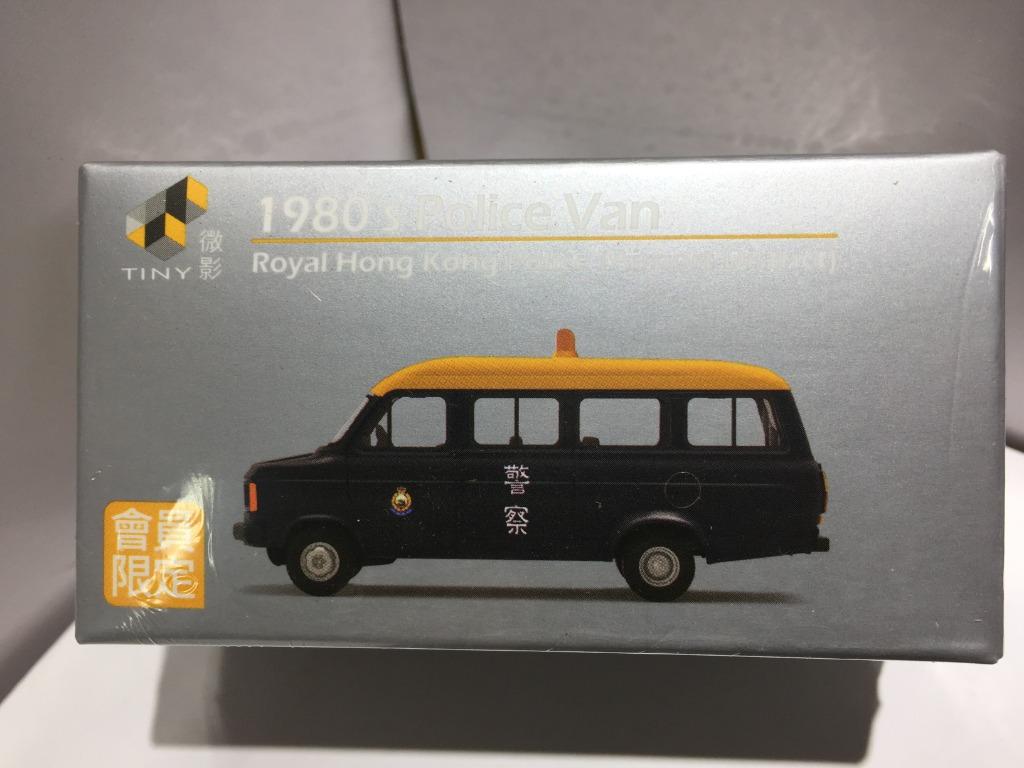 TINY
微影
1980's Police Van
Royal Hong Kong
警察
會員
限定